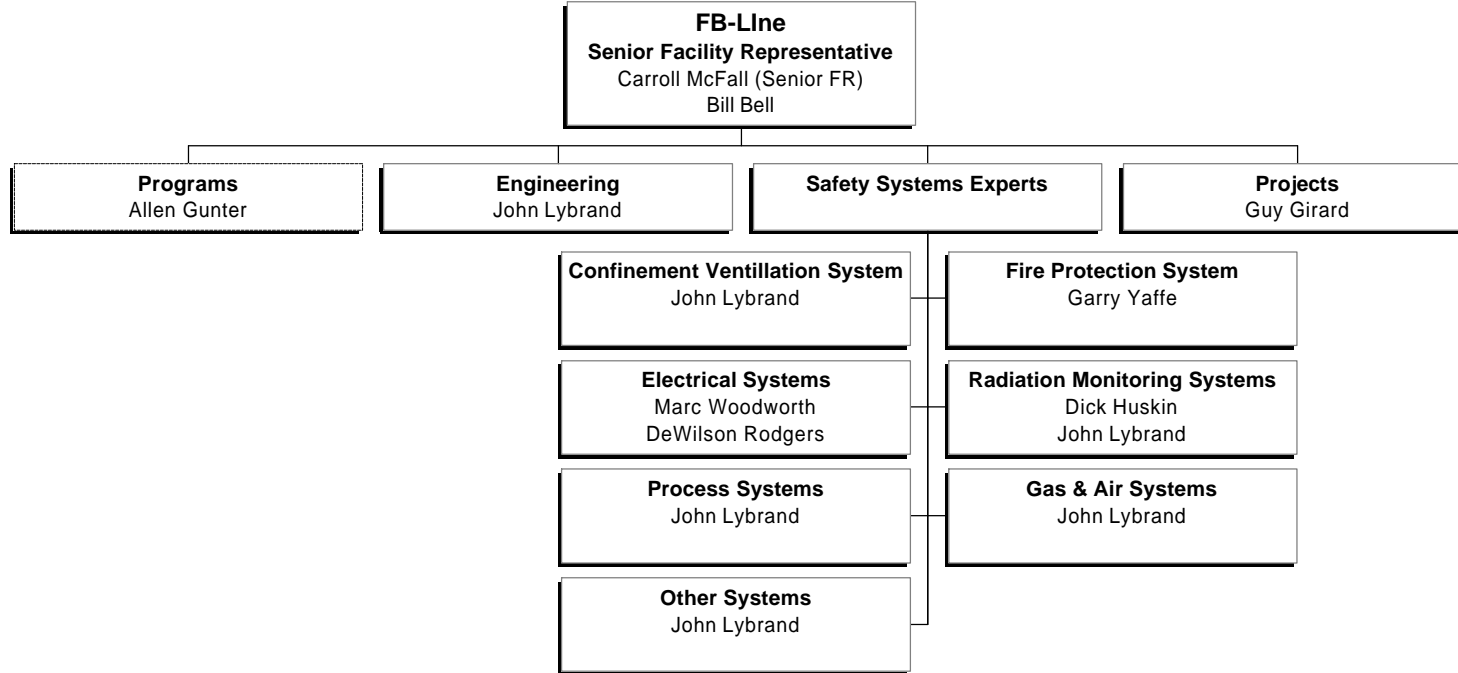 FB-LIne
Senior Facility Representative
Carroll McFall (Senior FR)
Bill Bell
Programs
Allen Gunter
Engineering
John Lybrand
Safety Systems Experts
Projects
Guy Girard
Confinement Ventillation System
John Lybrand
Fire Protection System
Garry Yaffe
Electrical Systems
Marc Woodworth
DeWilson Rodgers
Radiation Monitoring Systems
Dick Huskin
John Lybrand
Process Systems
John Lybrand
Gas & Air Systems
John Lybrand
Other Systems
John Lybrand